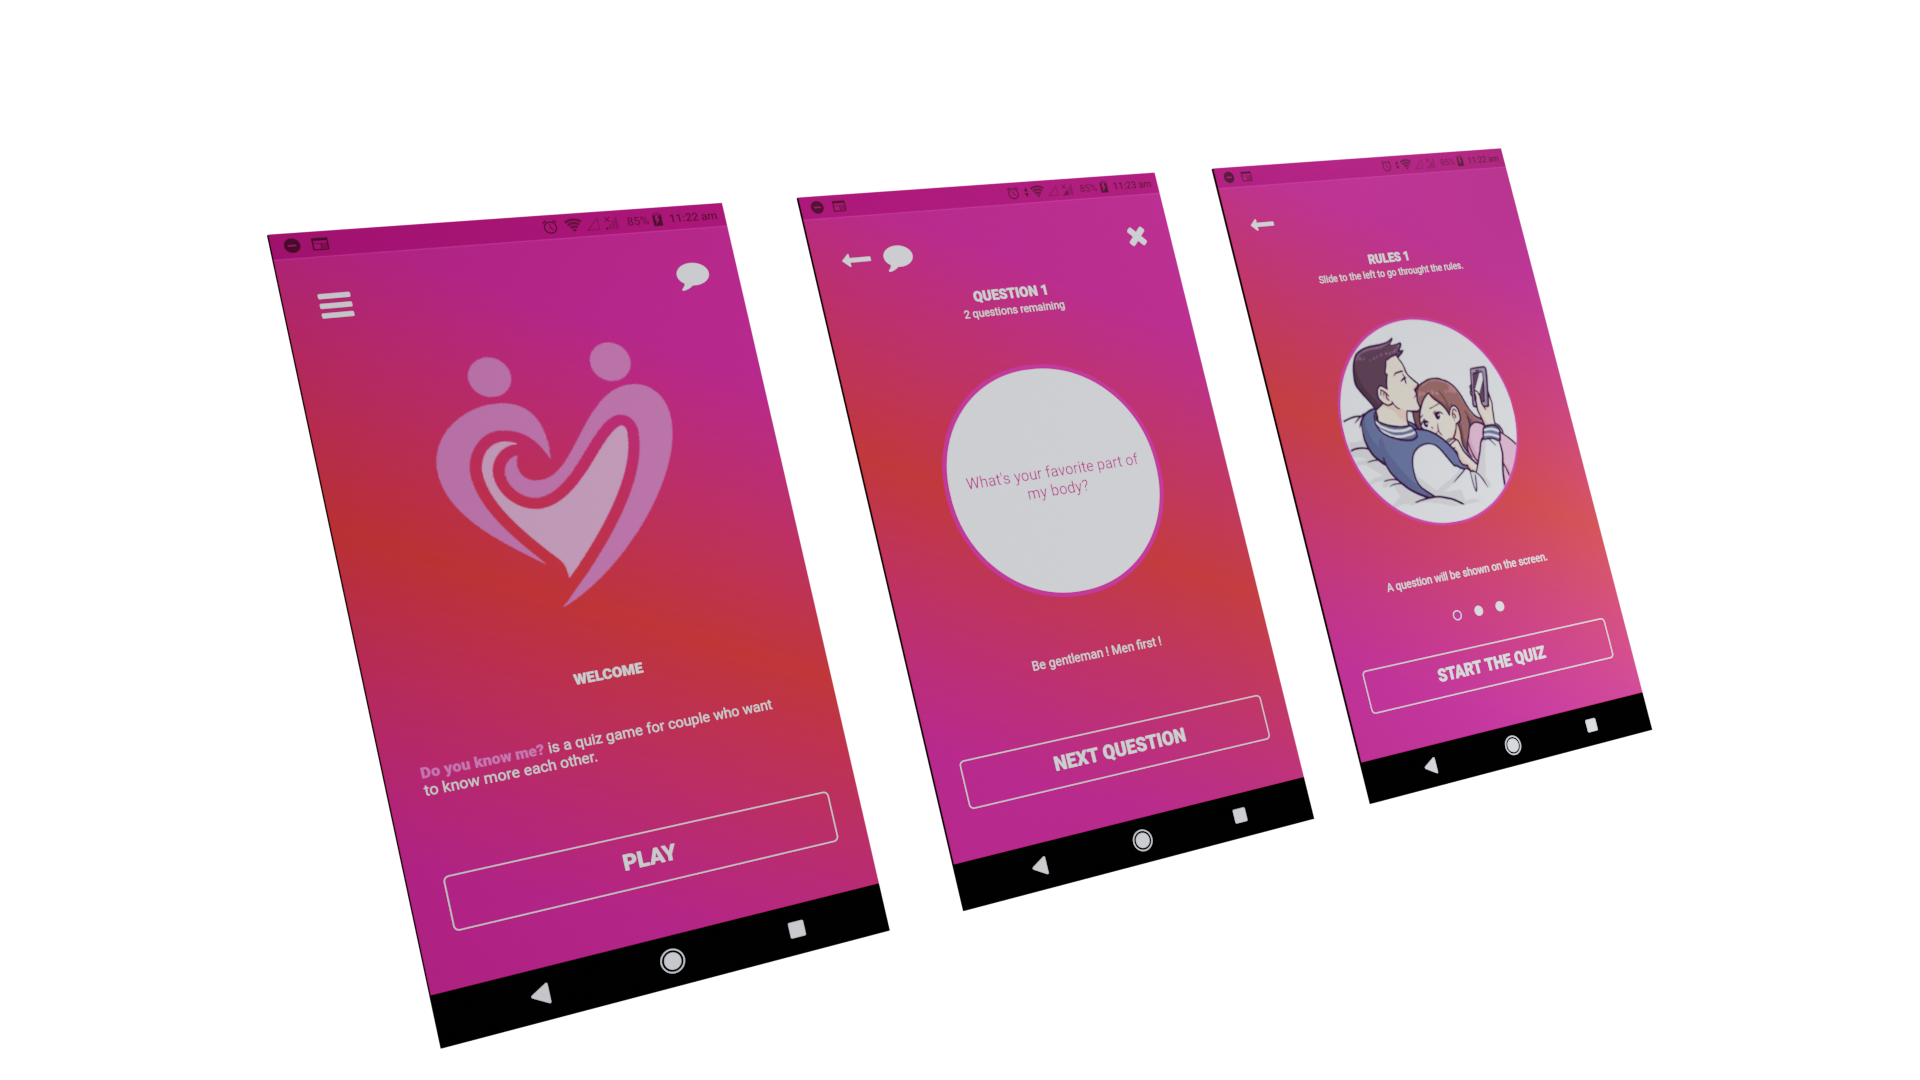 85% 11:22 am
WELCOME
Do you know me? is a quiz game for couple who want
to know more each other.
PLAY
85% 11:23 am
QUESTION 1
2 questions remaining
What's your favorite part of
my body?
Be gentleman ! Men first !
NEXT QUESTION
85% 11:22 am
RULES 1
Slide to the left to go throught the rules.
A question will be shown on the screen.
START THE QUIZ